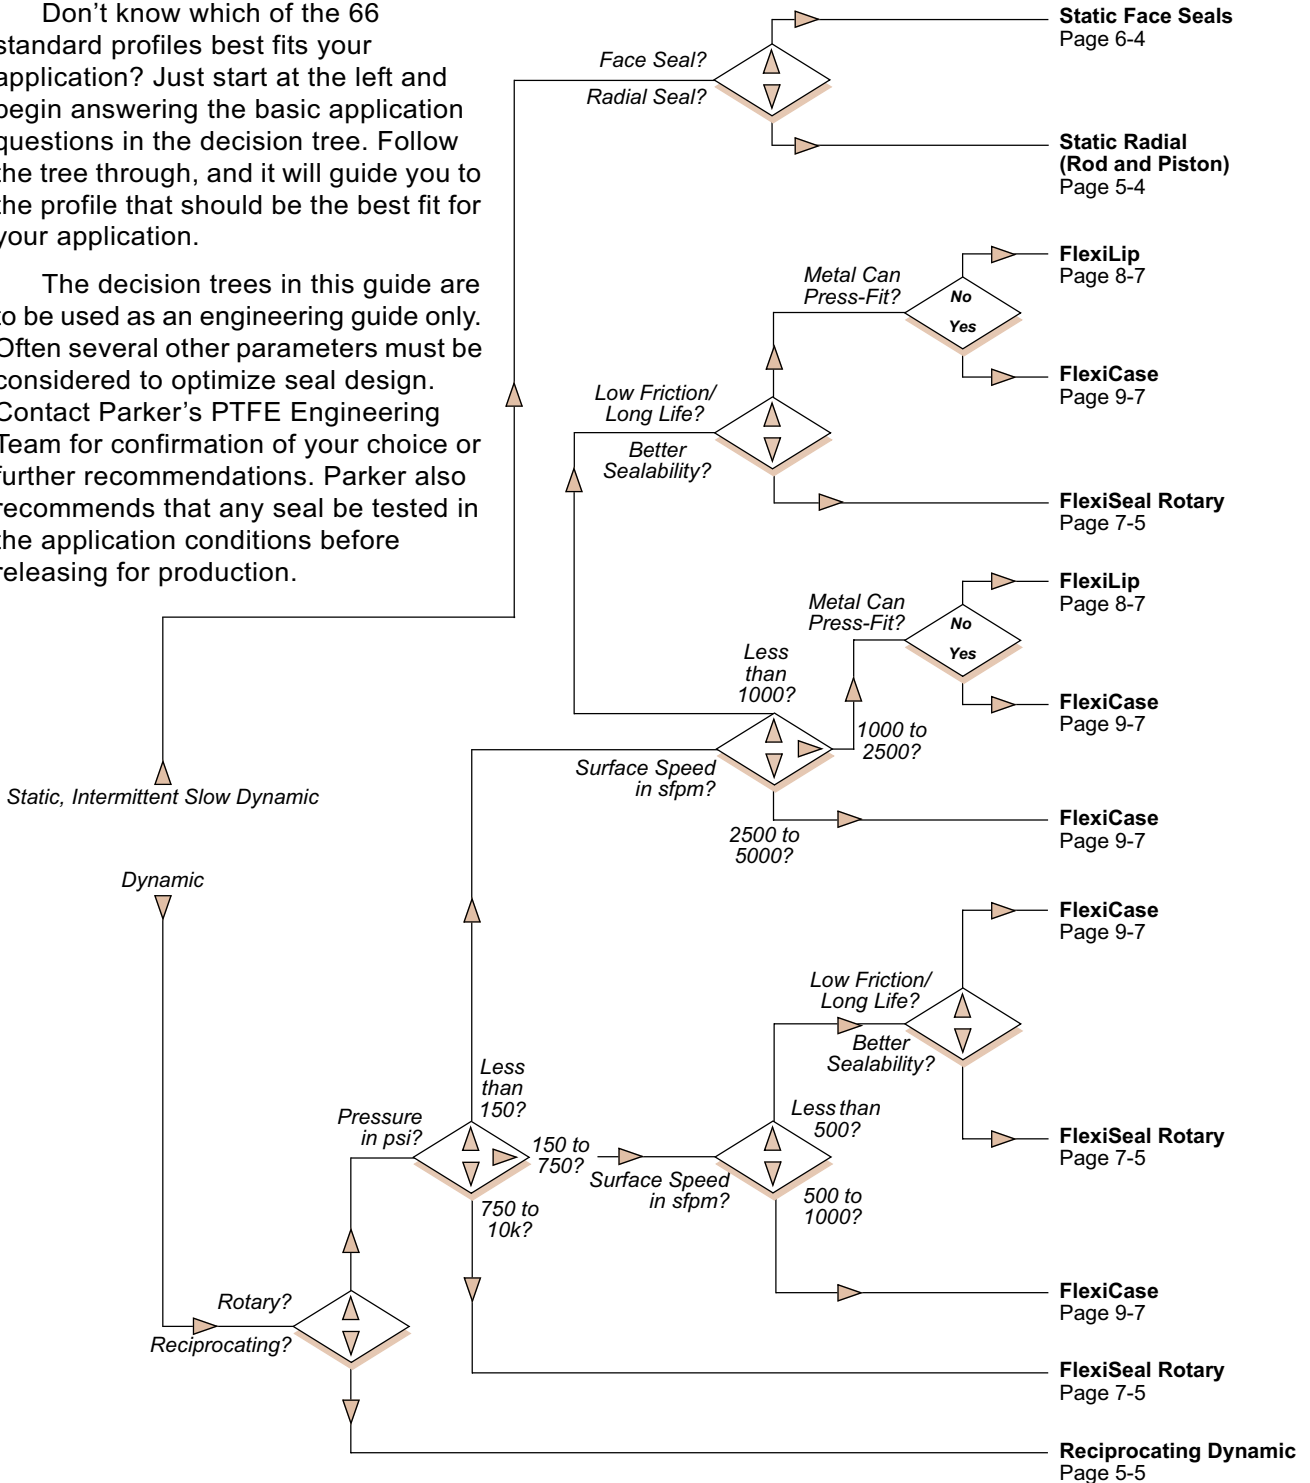 Don't know which of the 66
standard profiles best fits your
application? Just start at the left and
begin answering the basic application
questions in the decision tree. Follow
the tree through, and it will guide you to
the profile that should be the best fit for
your application.
The decision trees in this guide are
to be used as an engineering guide only.
Often several other parameters must be
considered to optimize seal design.
Contact Parker's PTFE Engineering
Team for confirmation of your choice or
further recommendations. Parker also
recommends that any seal be tested in
the application conditions before
releasing for production.
Face Seal?
Radial Seal?
Static Face Seals
Page 6-4
Static Radial
(Rod and Piston)
Page 5-4
Metal Can
Press-Fit?
No
Yes
FlexiLip
Page 8-7
FlexiCase
Page 9-7
Low Friction/
Long Life?
Better
Sealability?
FlexiSeal Rotary
Page 7-5
Metal Can
Press-Fit?
No
Yes
FlexiLip
Page 8-7
FlexiCase
Page 9-7
Less
than
1000?
1000 to
2500?
Surface Speed
in sfpm?
2500 to
5000?
FlexiCase
Page 9-7
Static, Intermittent Slow Dynamic
Dynamic
FlexiCase
Page 9-7
Low Friction/
Long Life?
Better
Sealability?
FlexiSeal Rotary
Page 7-5
Less
than
150?
Pressure
in psi?
150 to
750?
750 to
10k?
Surface Speed
in sfpm?
Less than
500?
500 to
1000?
FlexiCase
Page 9-7
Rotary?
Reciprocating?
FlexiSeal Rotary
Page 7-5
Reciprocating Dynamic
Page 5-5